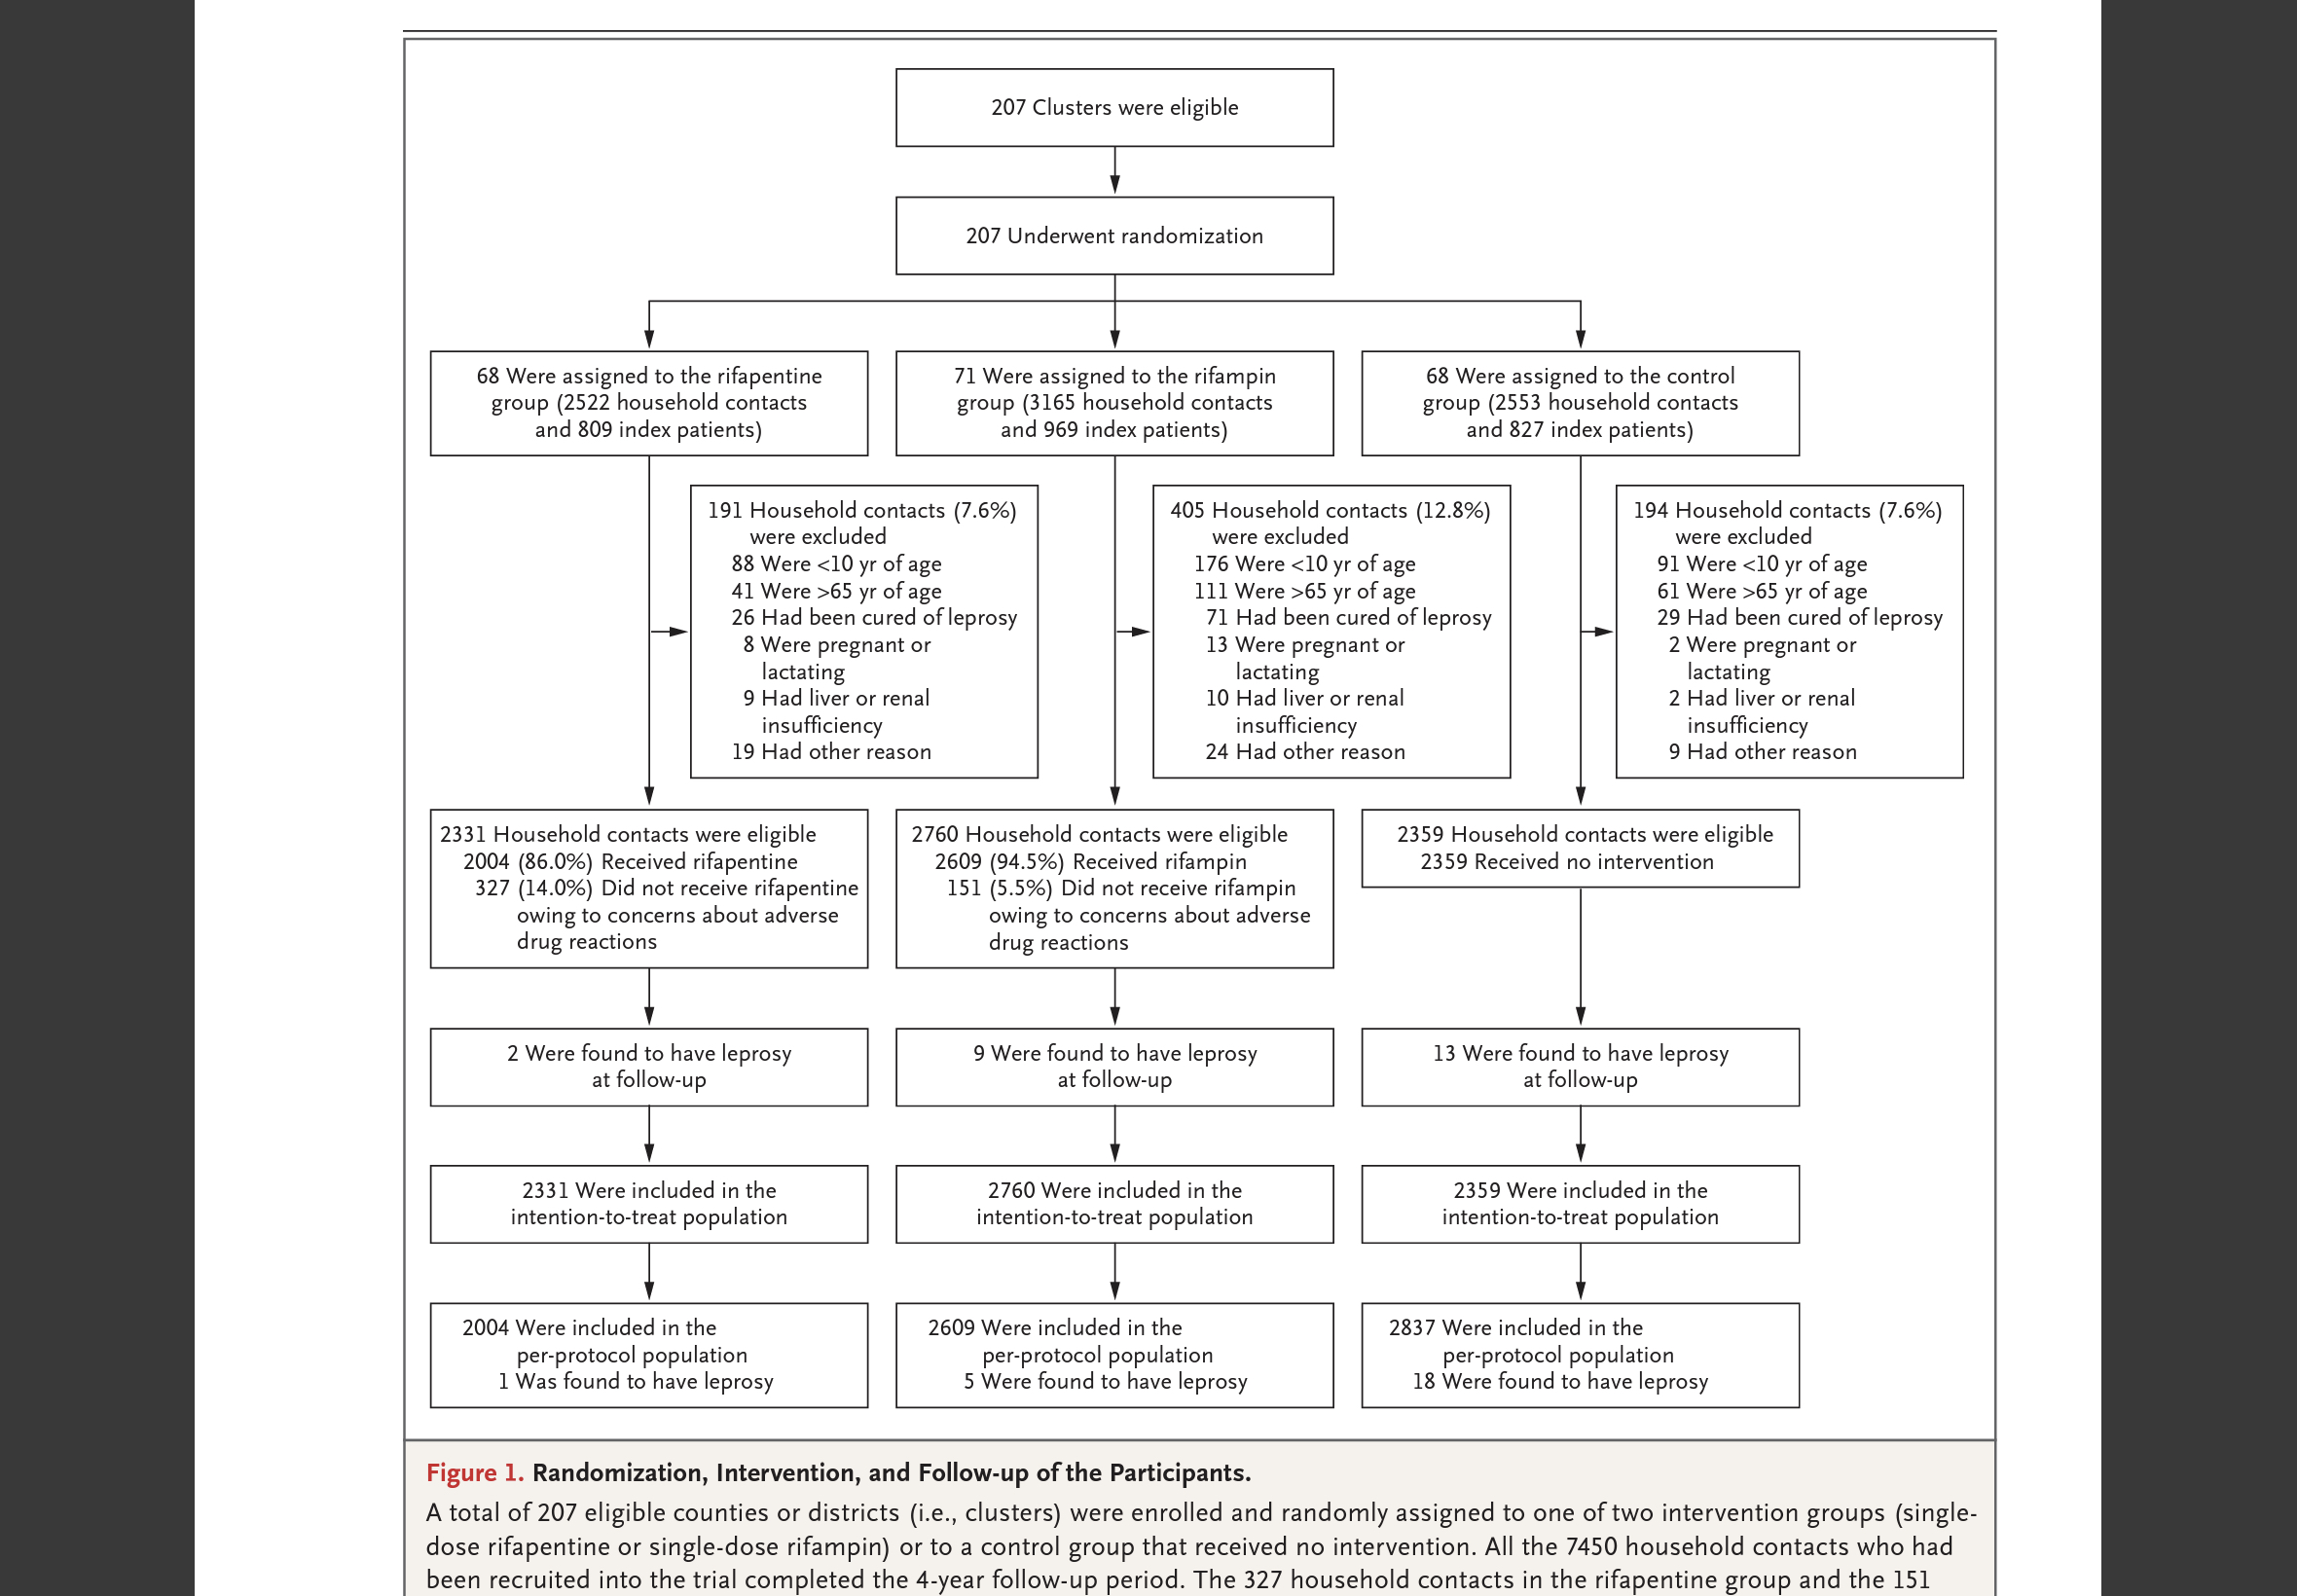 207 Clusters were eligible
207 Underwent randomization
68 Were assigned to the rifapentine
group (2522 household contacts
and 809 index patients)
71 Were assigned to the rifampin
group (3165 household contacts
and 969 index patients)
68 Were assigned to the control
group (2553 household contacts
and 827 index patients)
191 Household contacts (7.6%)
were excluded
88 Were <10 yr of age
41 Were >65 yr of age
26 Had been cured of leprosy
8 Were pregnant or
lactating
9 Had liver or renal
insufficiency
19 Had other reason
405 Household contacts (12.8%)
were excluded
176 Were <10 yr of age
111 Were >65 yr of age
71 Had been cured of leprosy
13 Were pregnant or
lactating
10 Had liver or renal
insufficiency
24 Had other reason
194 Household contacts (7.6%)
were excluded
91 Were <10 yr of age
61 Were >65 yr of age
29 Had been cured of leprosy
2 Were pregnant or
lactating
2 Had liver or renal
insufficiency
9 Had other reason
2331 Household contacts were eligible
2004 (86.0%) Received rifapentine
327 (14.0%) Did not receive rifapentine
owing to concerns about adverse
drug reactions
2760 Household contacts were eligible
2609 (94.5%) Received rifampin
151 (5.5%) Did not receive rifampin
owing to concerns about adverse
drug reactions
2359 Household contacts were eligible
2359 Received no intervention
2 Were found to have leprosy
at follow-up
9 Were found to have leprosy
at follow-up
13 Were found to have leprosy
at follow-up
2331 Were included in the
intention-to-treat population
2760 Were included in the
intention-to-treat population
2359 Were included in the
intention-to-treat population
2004 Were included in the
per-protocol population
1 Was found to have leprosy
2609 Were included in the
per-protocol population
5 Were found to have leprosy
2837 Were included in the
per-protocol population
18 Were found to have leprosy
Figure 1. Randomization, Intervention, and Follow-up of the Participants.
A total of 207 eligible counties or districts (i.e., clusters) were enrolled and randomly assigned to one of two intervention groups (single-
dose rifapentine or single-dose rifampin) or to a control group that received no intervention. All the 7450 household contacts who had
been recruited into the trial completed the 4-year follow-up period. The 327 household contacts in the rifapentine group and the 151